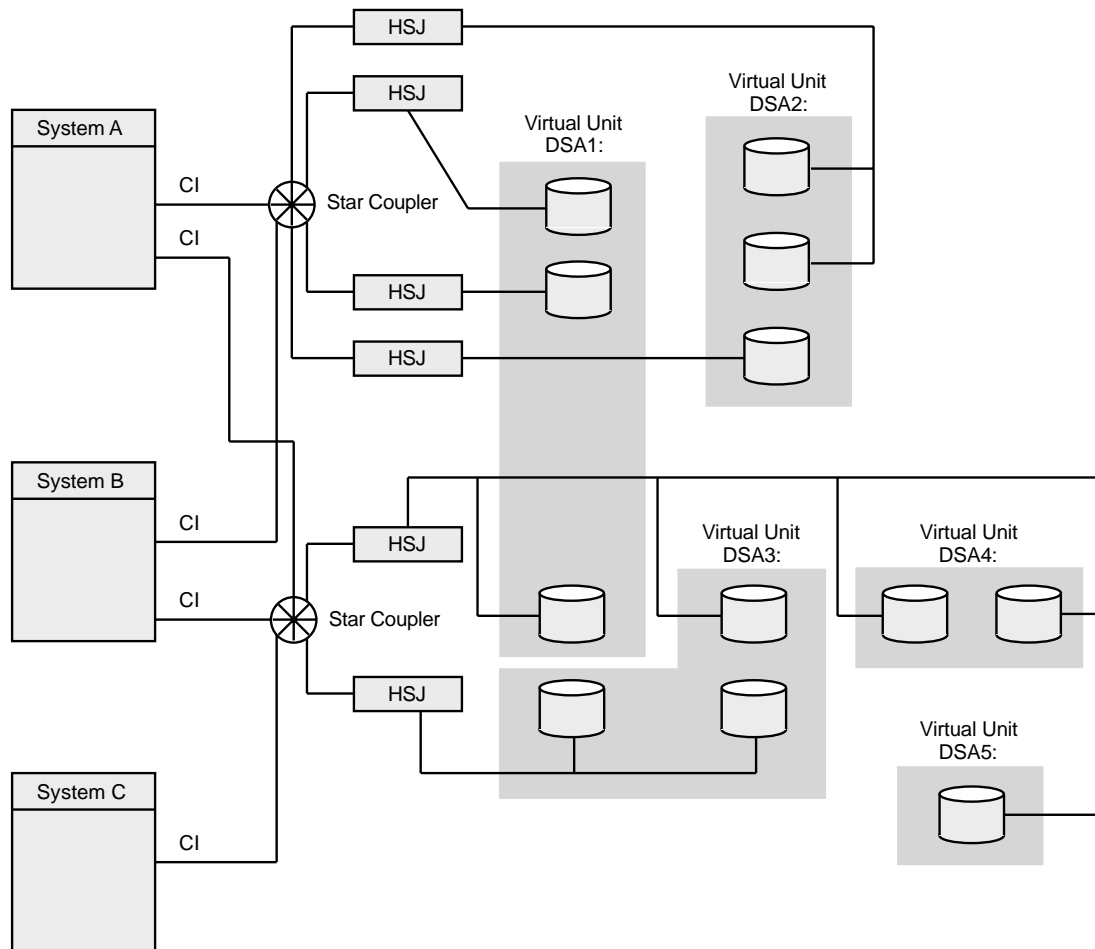 HSJ
HSJ
Virtual Unit
DSA2:
System A
Virtual Unit
DSA1:
CI
Star Coupler
CI
HSJ
HSJ
System B
CI
HSJ
Virtual Unit
DSA3:
Virtual Unit
DSA4:
CI
Star Coupler
HSJ
Virtual Unit
DSA5:
System C
CI